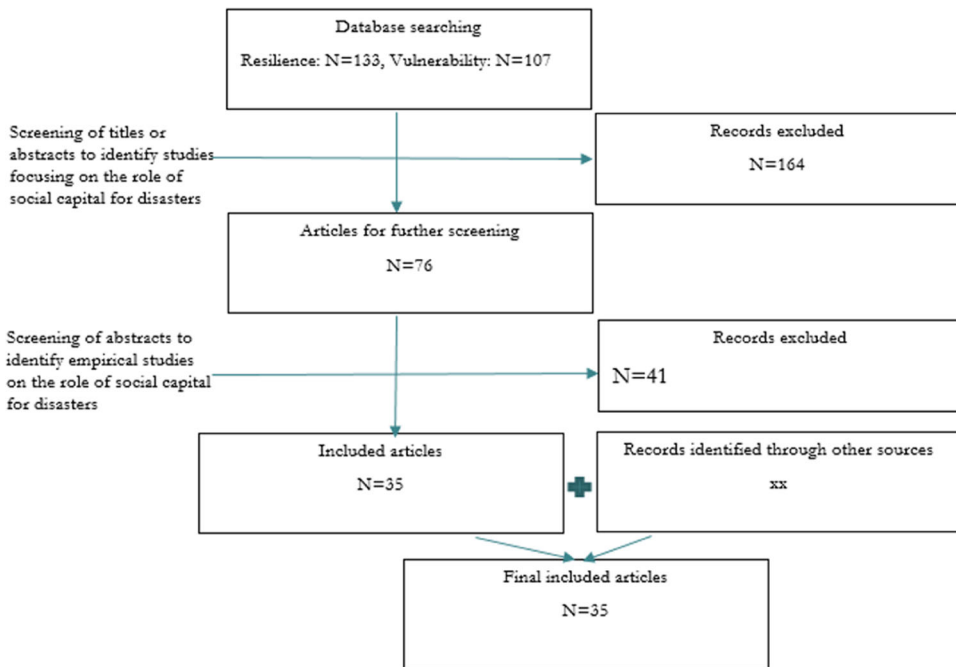 Database searching
Resilience: N=133, Vulnerability: N=107
Screening of titles or
abstracts to identify studies
focusing on the role of
social capital for disasters
Records excluded
N=164
Articles for further screening
N=76
Screening of abstracts to
identify empirical studies
on the role of social capital
for disasters
Records excluded
N=41
Included articles
N=35
Records identified through other sources
xx
Final included articles
N=35